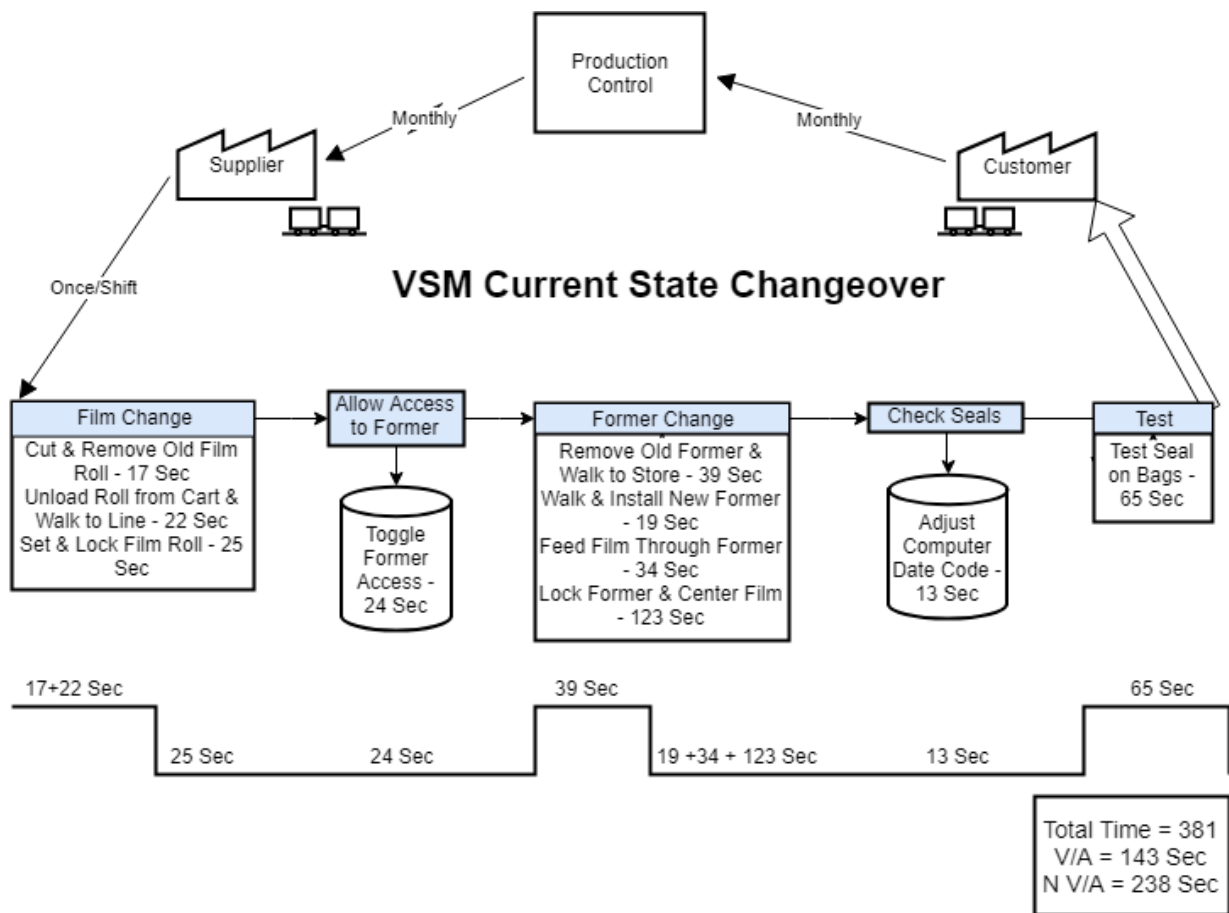 Production
Control
Monthly
Monthly
Supplier
Customer
Once/Shift
VSM Current State Changeover
Film Change
Cut & Remove Old Film
Roll - 17 Sec
Unload Roll from Cart &
Walk to Line - 22 Sec
Set & Lock Film Roll - 25
Sec
Allow Access
to Former
Toggle
Former
Access -
24 Sec
Former Change
Remove Old Former &
Walk to Store - 39 Sec
Walk & Install New Former
- 19 Sec
Feed Film Through Former
- 34 Sec
Lock Former & Center Film
- 123 Sec
Check Seals
Adjust
Computer
Date Code -
13 Sec
Test
Test Seal
on Bags -
65 Sec
17+22 Sec
25 Sec
24 Sec
39 Sec
19 +34 + 123 Sec
13 Sec
65 Sec
Total Time = 381
V/A = 143 Sec
N V/A = 238 Sec